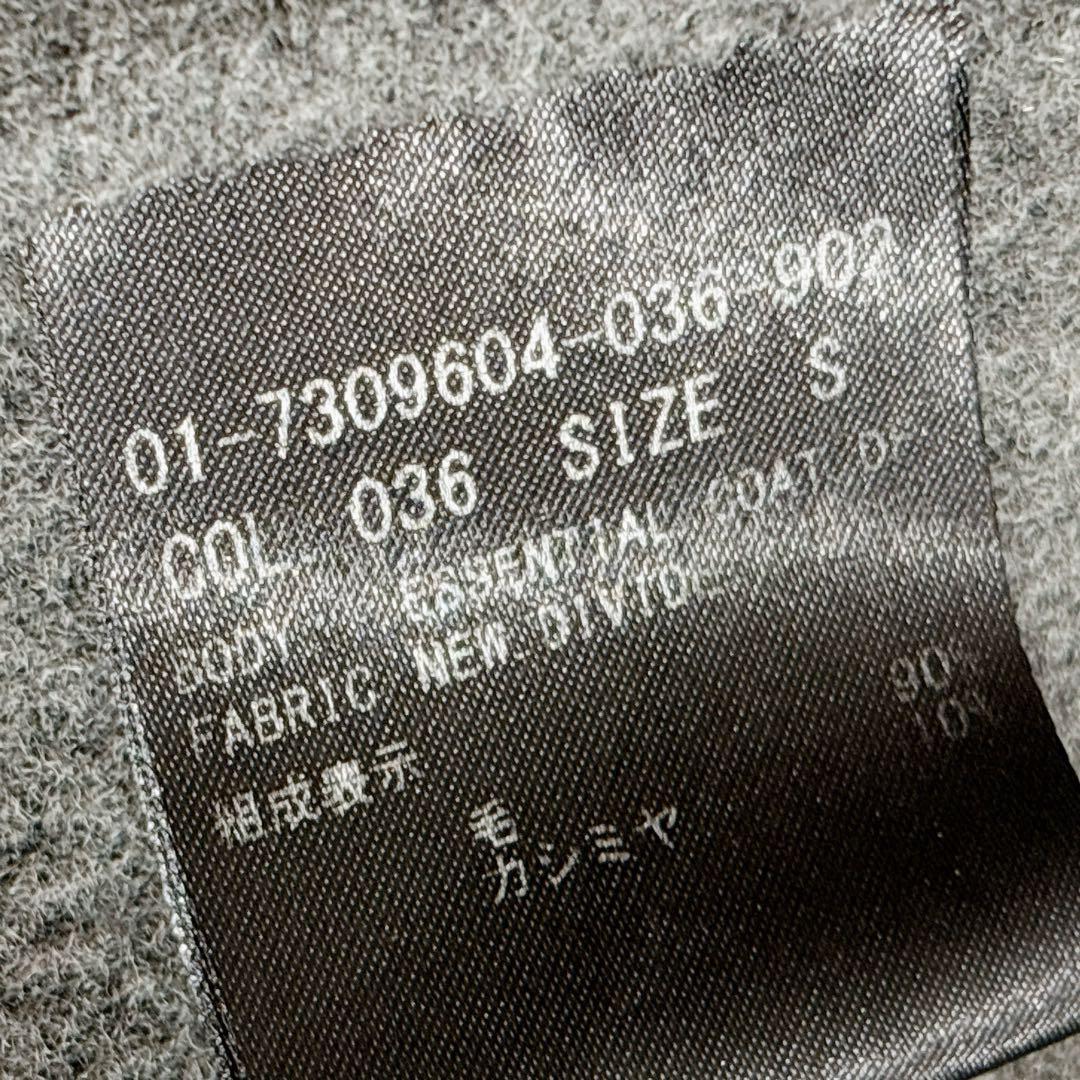 01-7309604-036-902
COL 036 SIZE S
BODY ESSENTIAL COAT
FABRIC NEW DIVIDE
組成表示
毛 90%
カシミヤ 10%